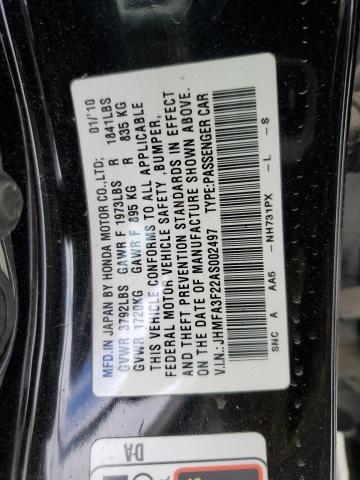 MFD. IN JAPAN BY HONDA MOTOR CO.,LTD; 01/'10
GVWR 3792LBS GAWR F 1973LBS R 1841LBS
GVWR 1720KG GAWR F 895 KG R 835 KG
THIS VEHICLE CONFORMS TO ALL APPLICABLE
FEDERAL MOTOR VEHICLE SAFETY ,BUMPER,
AND THEFT PREVENTION STANDARDS IN EFFECT
ON THE DATE OF MANUFACTURE SHOWN ABOVE.
V.I.N.: JHMFA3F22AS002497 TYPE:PASSENGER CAR
SNC A AA5 -NH731PX -L -S
DA